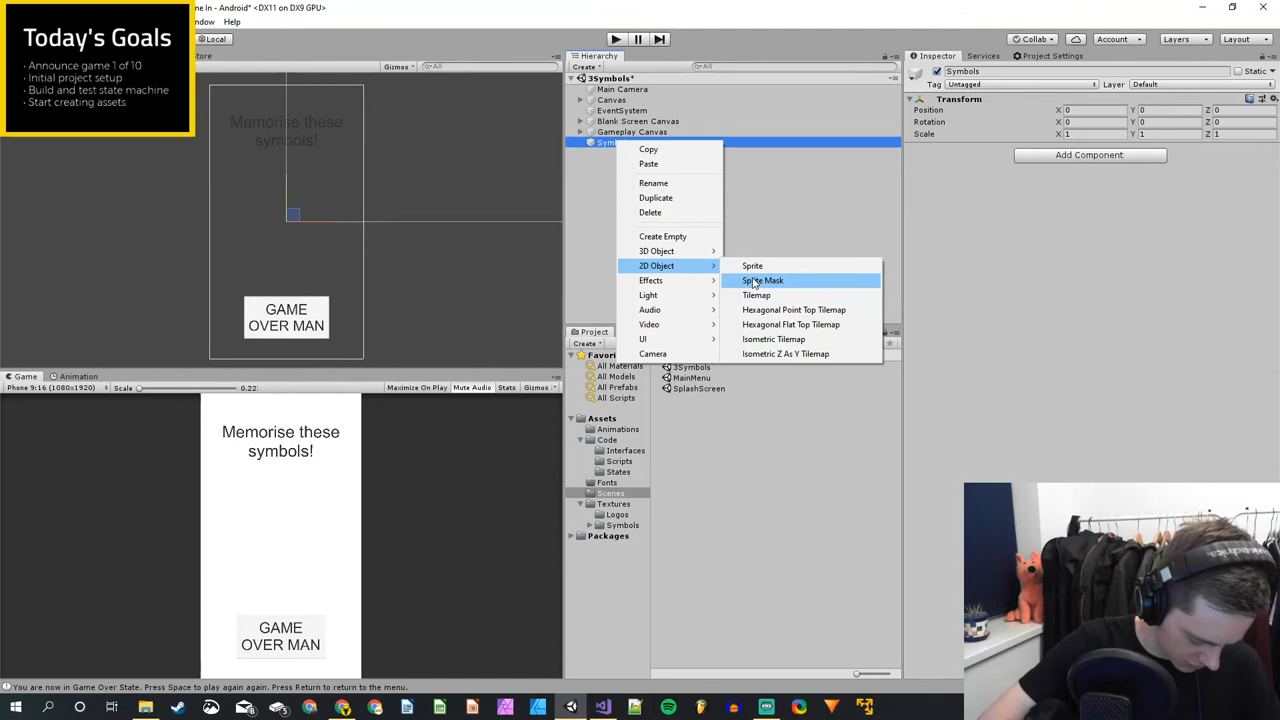 Today's Goals
· Announce game 1 of 10
· Initial project setup
· Build and test state machine
· Start creating assets
ne In - Android* <DX11 on DX9 GPU>
ndow Help
Local
Collab
Account
Layers
Layout
tore
Gizmos
All
Memorise these
symbols!
GAME
OVER MAN
Hierarchy
Create
All
3Symbols*
Main Camera
Canvas
EventSystem
Blank Screen Canvas
Gameplay Canvas
Symb
Copy
Paste
Rename
Duplicate
Delete
Create Empty
3D Object
2D Object
Effects
Light
Audio
Video
UI
Camera
Sprite
Sprite Mask
Tilemap
Hexagonal Point Top Tilemap
Hexagonal Flat Top Tilemap
Isometric Tilemap
Isometric Z As Y Tilemap
Inspector
Services
Project Settings
Symbols
Static
Tag Untagged
Layer Default
Transform
Position X 0 Y 0 Z 0
Rotation X 0 Y 0 Z 0
Scale X 1 Y 1 Z 1
Add Component
Game
Animation
Phone 9:16 (1080x1920)
Scale
0.22
Maximize On Play
Mute Audio
Stats
Gizmos
Memorise these
symbols!
GAME
OVER MAN
Project
Create
Favori
All Materials
All Models
All Prefabs
All Scripts
Assets
Animations
Code
Interfaces
Scripts
States
Fonts
Scenes
Textures
Logos
Symbols
Packages
3Symbols
MainMenu
SplashScreen
You are now in Game Over State. Press Space to play again again. Press Return to return to the menu.